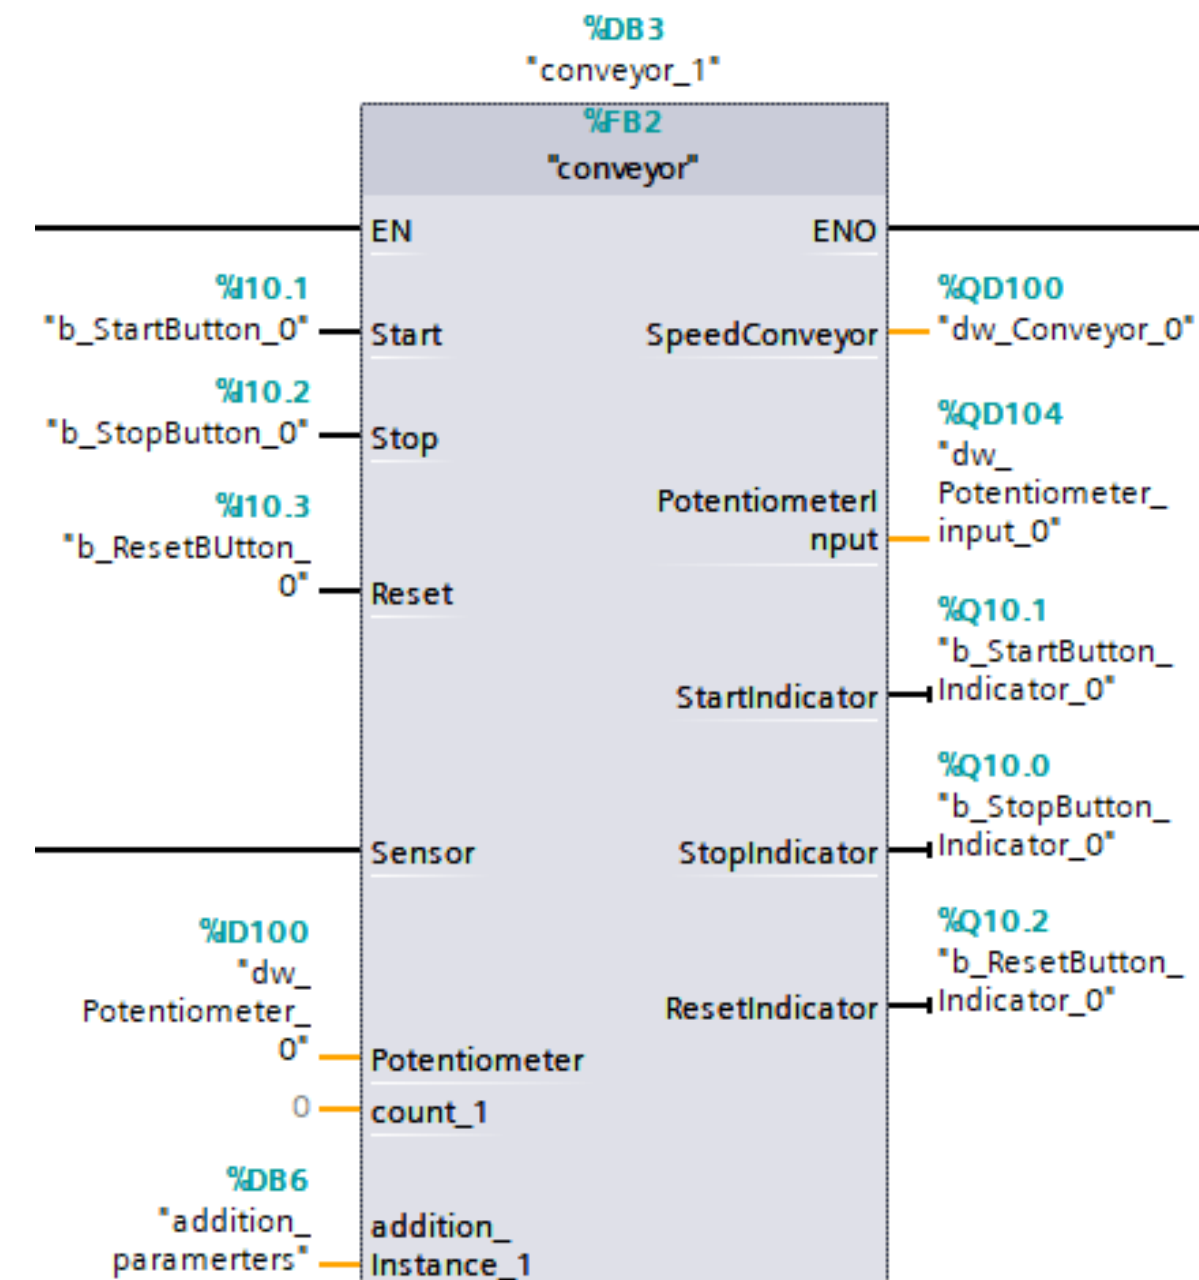 %DB3
"conveyor_1"
%FB2
"conveyor"
EN
ENO
%I10.1
"b_StartButton_0"
Start
%QD100
SpeedConveyor
"dw_Conveyor_0"
%I10.2
"b_StopButton_0"
Stop
%QD104
"dw_
Potentiometer_
input_0"
PotentiometerI
nput
%I10.3
"b_ResetBUtton_
0"
Reset
%Q10.1
"b_StartButton_
Indicator_0"
StartIndicator
%Q10.0
"b_StopButton_
Indicator_0"
Sensor
StopIndicator
%ID100
"dw_
Potentiometer_
0"
Potentiometer
%Q10.2
"b_ResetButton_
Indicator_0"
ResetIndicator
0
count_1
%DB6
"addition_
paramerters"
addition_
Instance_1